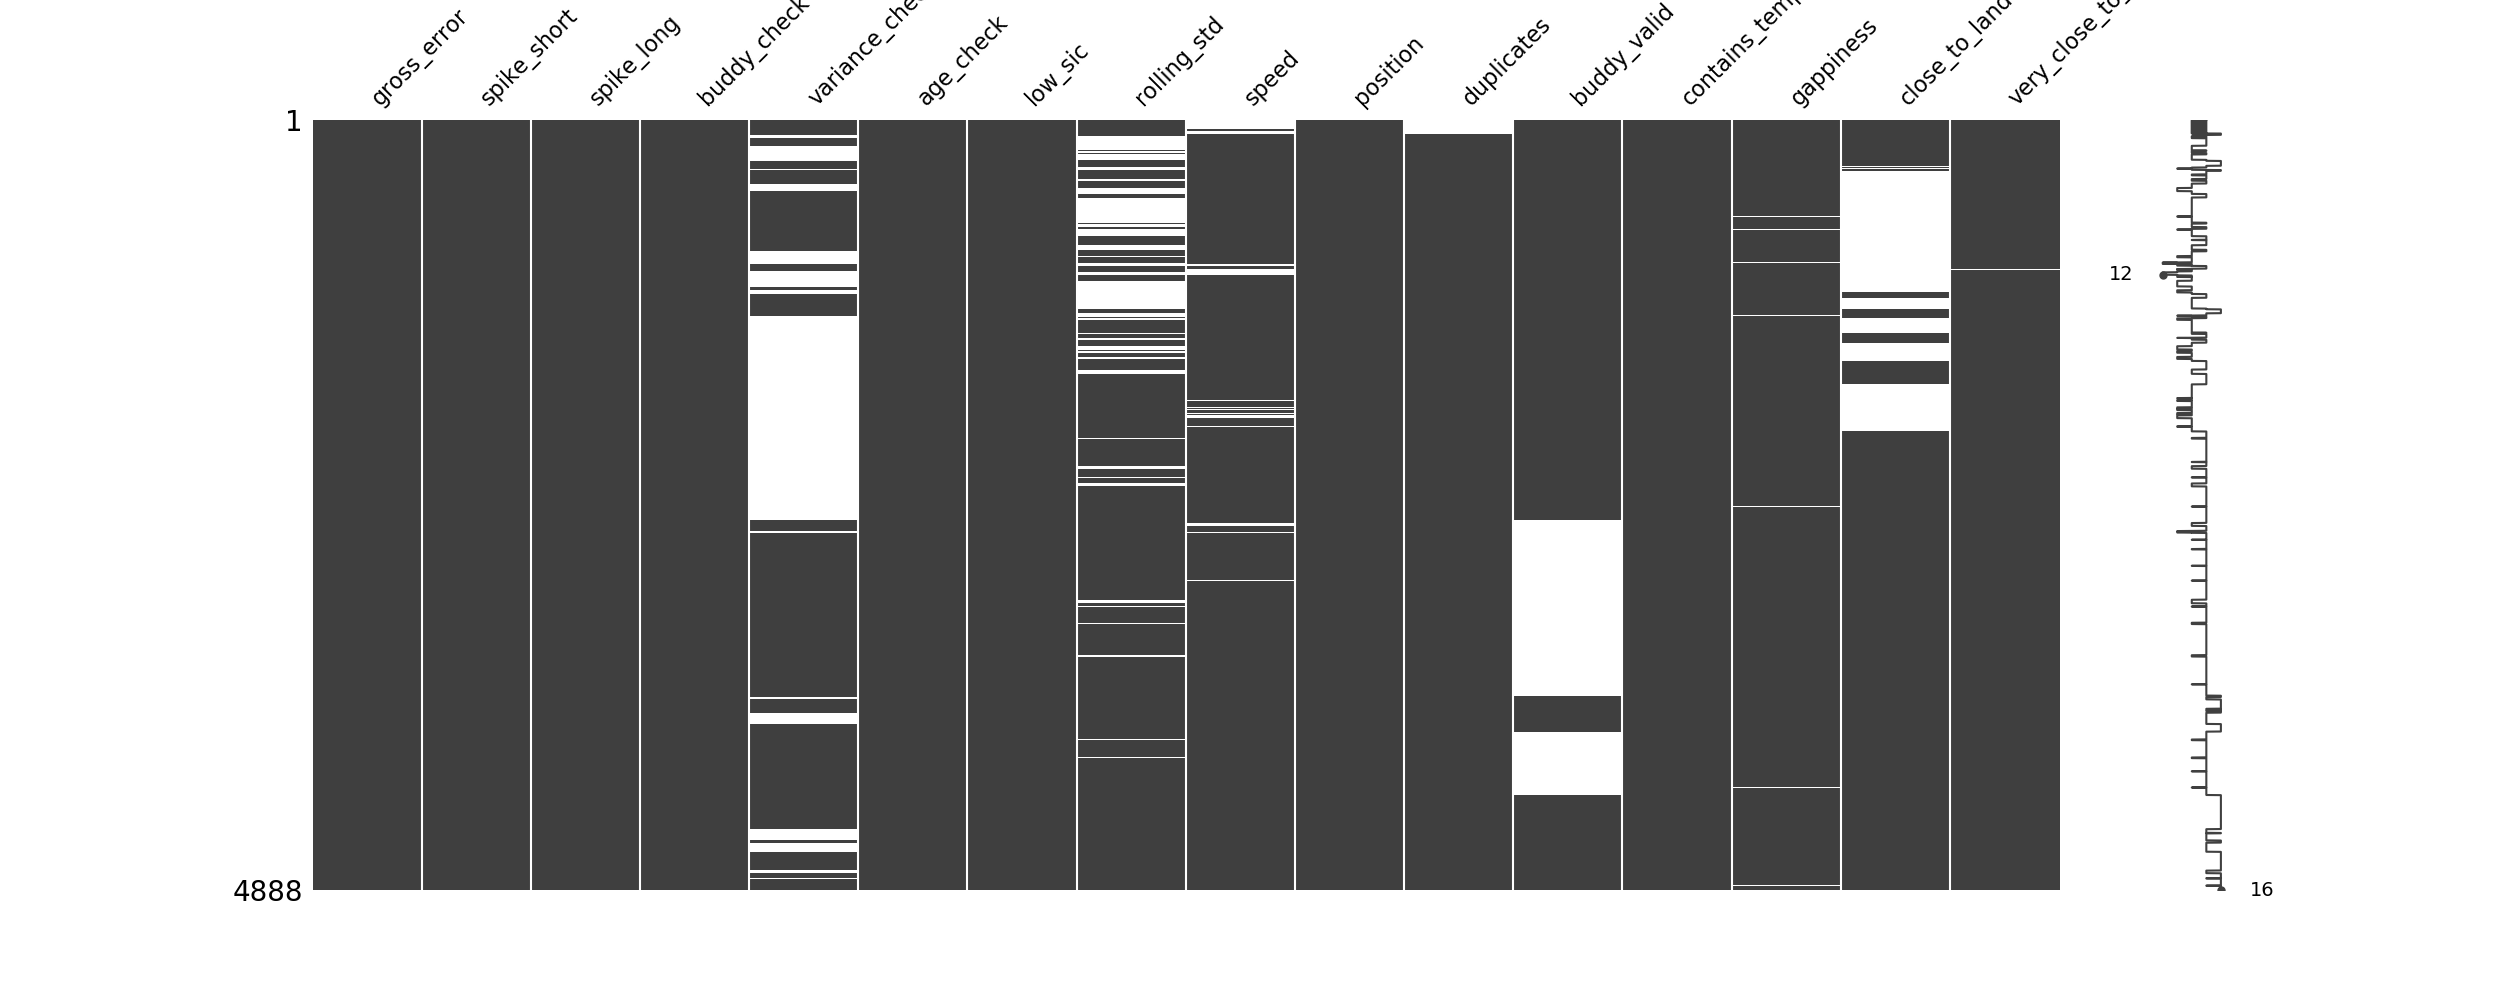 gross_error
spike_short
spike_long
buddy_check
variance_chec
age_check
low_sic
rolling_std
speed
position
duplicates
buddy_valid
contains_temp
gappiness
close_to_land
very_close_to_
1
12
4888
16